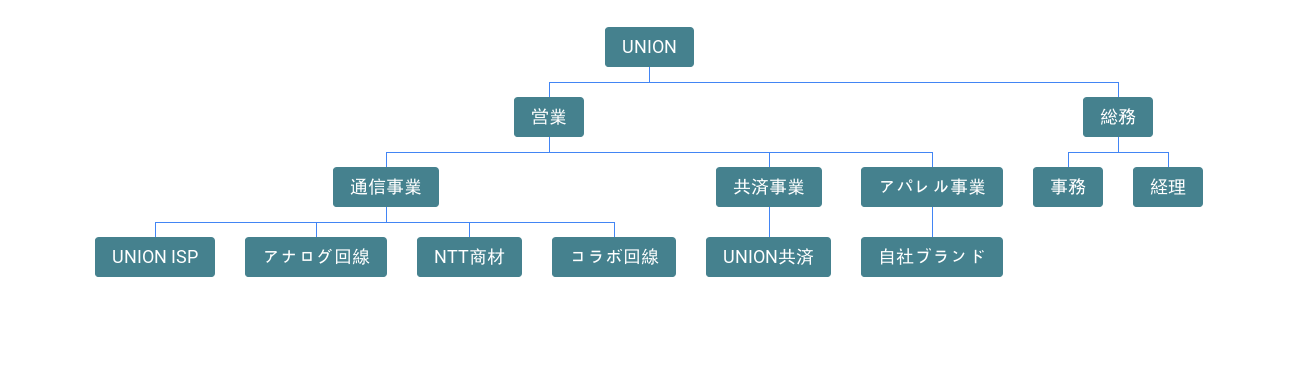 UNION
営業
総務
通信事業
共済事業
アパレル事業
事務
経理
UNION ISP
アナログ回線
NTT商材
コラボ回線
UNION共済
自社ブランド